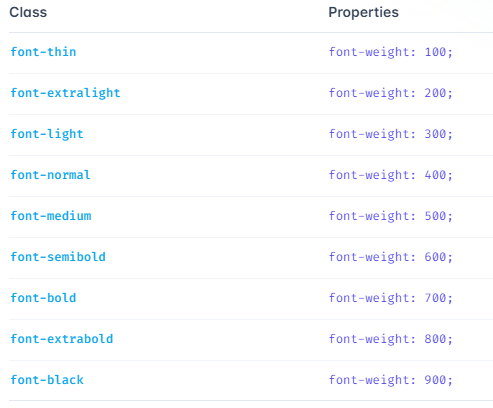 Class Properties
font-thin font-weight: 100;
font-extralight font-weight: 200;
font-light font-weight: 300;
font-normal font-weight: 400;
font-medium font-weight: 500;
font-semibold font-weight: 600;
font-bold font-weight: 700;
font-extrabold font-weight: 800;
font-black font-weight: 900;